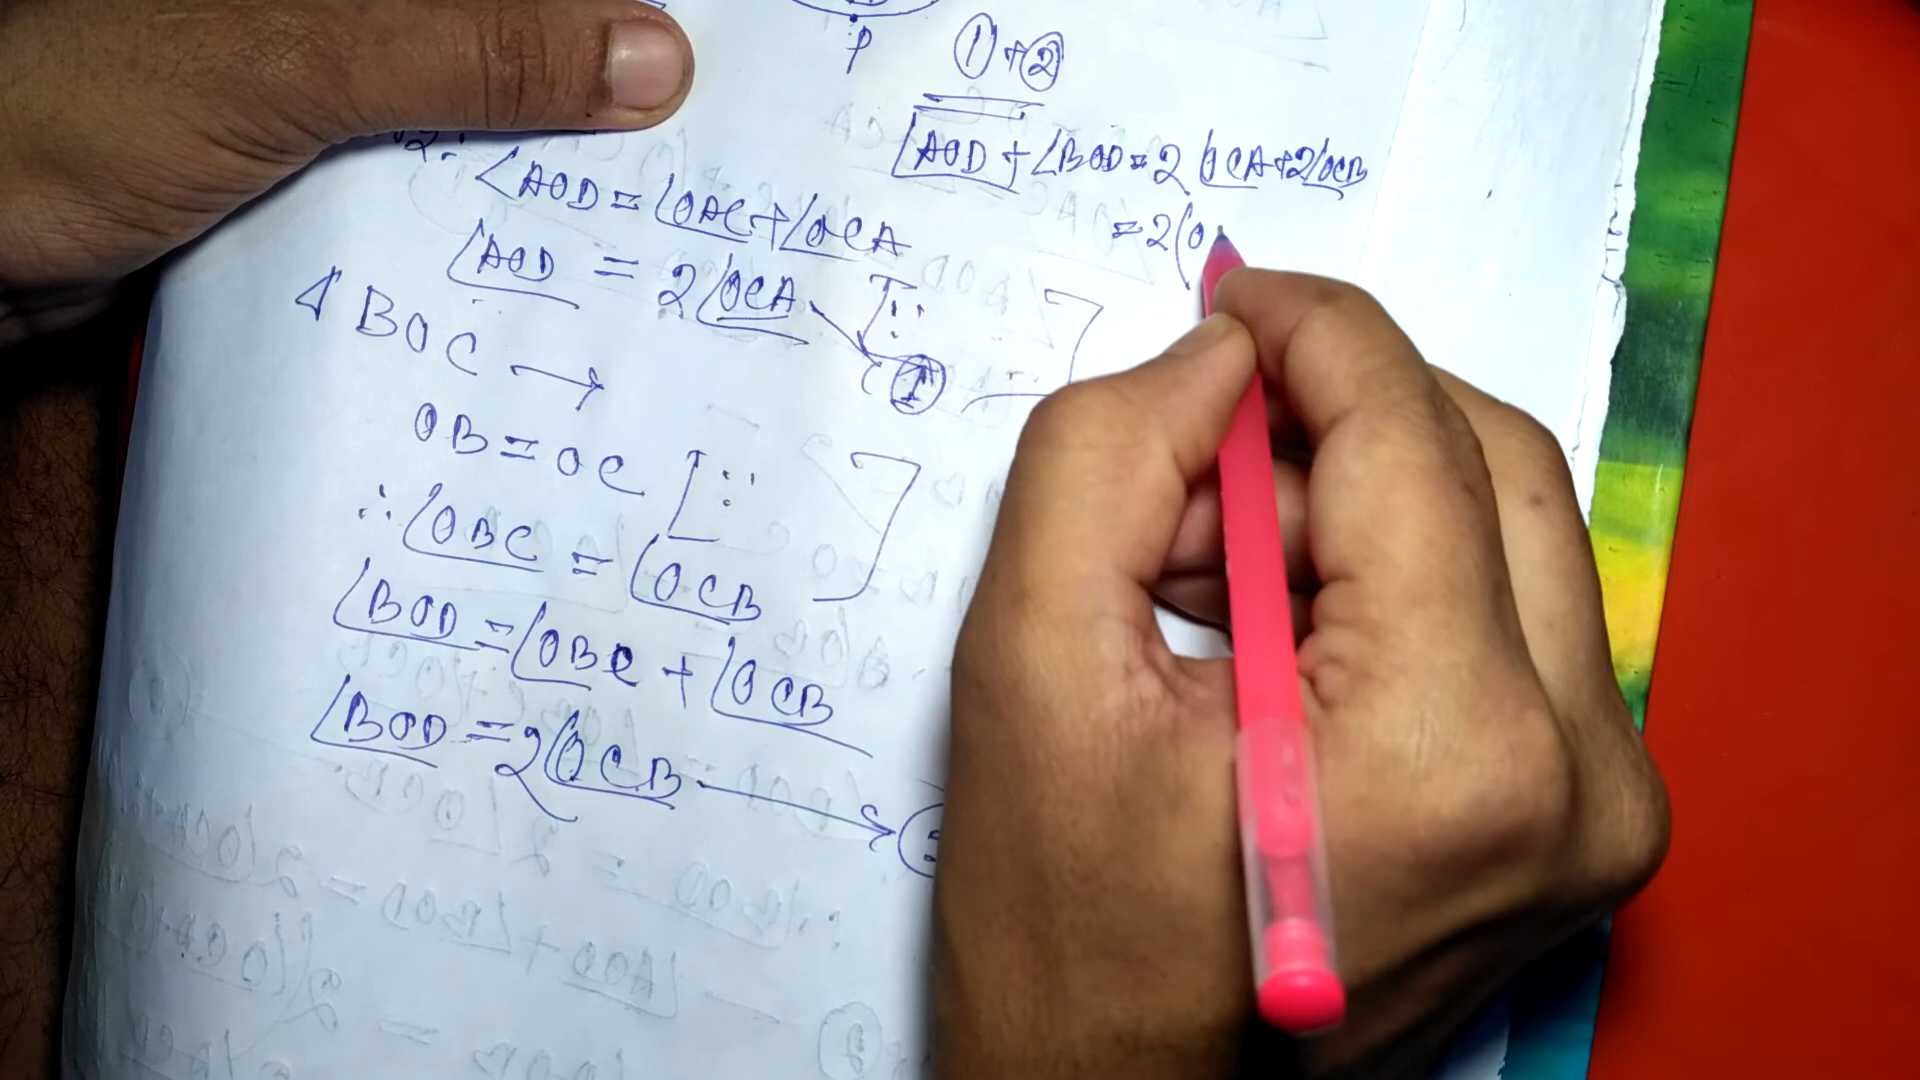 P
① + ②
∠AOD + ∠BOD = 2 ∠OCA + 2∠OCB
= 2(O
∠AOD = ∠OAC + ∠OCA
∠AOD = 2∠OCA [∵ ]
①
△BOC →
OB = OC [∵ ]
∴ ∠OBC = ∠OCB
∠BOD = ∠OBC + ∠OCB
∠BOD = 2∠OCB →